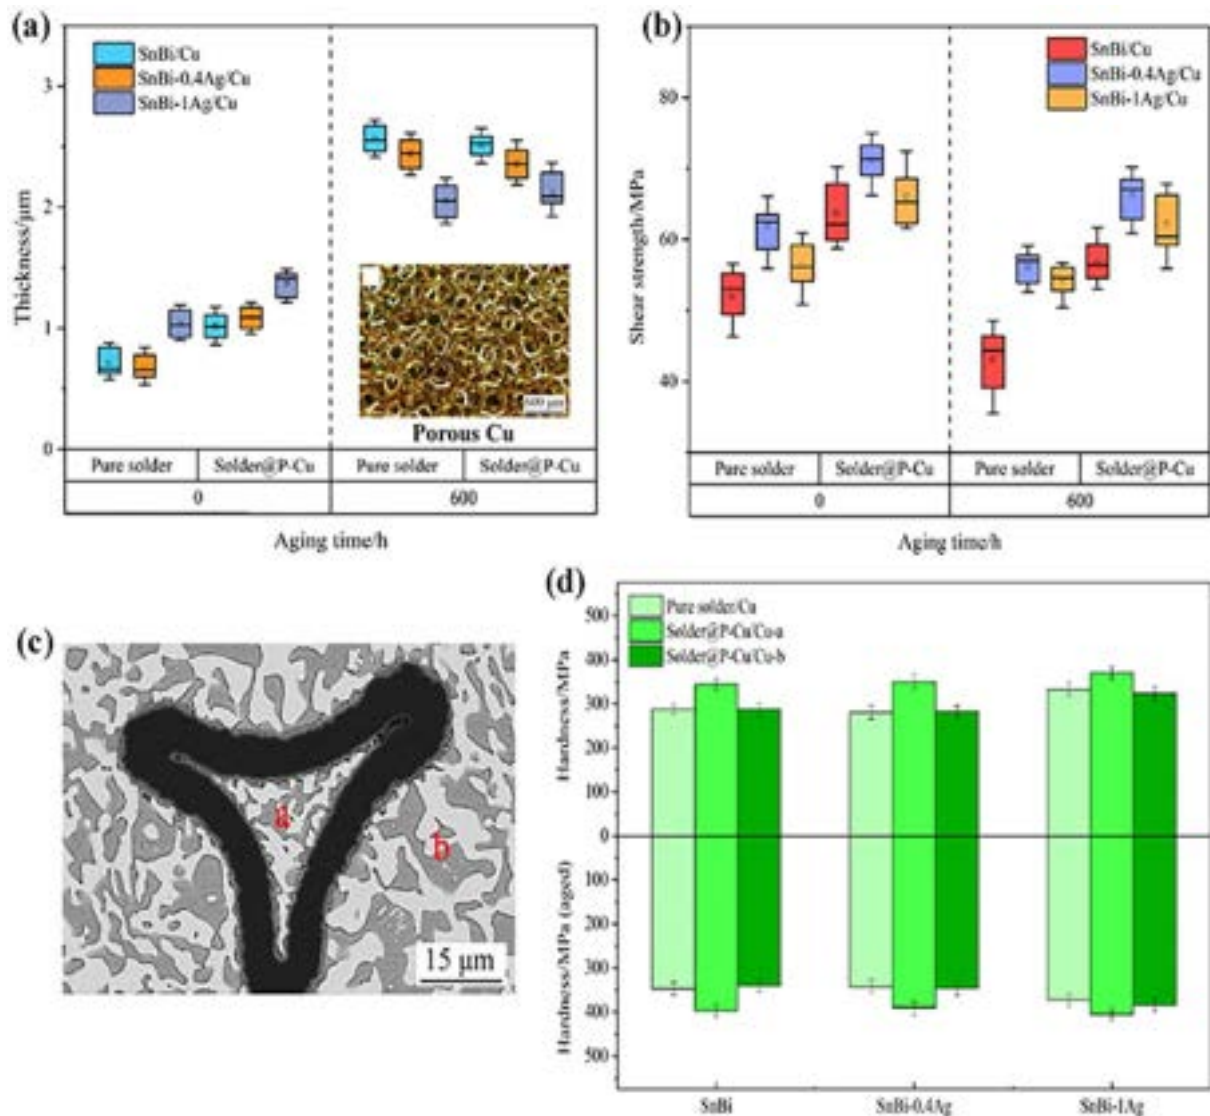 (a)
SnBi/Cu
SnBi-0.4Ag/Cu
SnBi-1Ag/Cu
Thickness/μm
3
2
1
0
600 μm
Porous Cu
Pure solder
Solder@P-Cu
Pure solder
Solder@P-Cu
0
600
Aging time/h
(b)
SnBi/Cu
SnBi-0.4Ag/Cu
SnBi-1Ag/Cu
Shear strength/MPa
80
60
40
Pure solder
Solder@P-Cu
Pure solder
Solder@P-Cu
0
600
Aging time/h
(c)
a
b
15 μm
(d)
Pure solder/Cu
Solder@P-Cu/Cu-a
Solder@P-Cu/Cu-b
Hardness/MPa
500
400
300
200
100
0
Hardness/MPa (aged)
100
200
300
400
500
SnBi
SnBi-0.4Ag
SnBi-1Ag